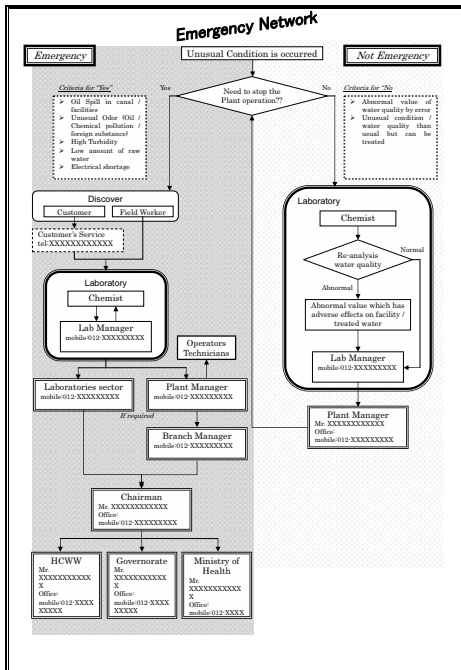 Emergency Network
Emergency
Unusual Condition is occurred
Not Emergency
Criteria for "Yes"
➢ Oil Spill in canal /
facilities
➢ Unusual Odor (Oil /
Chemical pollution /
foreign substance)
➢ High Turbidity
➢ Low amount of raw
water
➢ Electrical shortage
Yes
Need to stop the
Plant operation??
No
Criteria for "No
➢ Abnormal value of
water quality by error
➢ Unusual condition /
water quality than
usual but can be
treated
Discover
Customer
Field Worker
Customer's Service
tel:XXXXXXXXXXXX
Laboratory
Chemist
Lab Manager
mobile:012-XXXXXXXXX
Operators
Technicians
Laboratories sector
mobile:012-XXXXXXXXX
Plant Manager
mobile:012-XXXXXXXXX
If required
Branch Manager
mobile:012-XXXXXXXXX
Laboratory
Chemist
Re-analysis
water quality
Normal
Abnormal
Abnormal value which has
adverse effects on facility /
treated water
Lab Manager
mobile:012-XXXXXXXXX
Plant Manager
Mr. XXXXXXXXXXXX
Office:
mobile:012-XXXXXXXXX
Chairman
Mr. XXXXXXXXXXXX
Office:
mobile:012-XXXXXXXXX
HCWW
Mr.
XXXXXXXXXXX
X
Office:
mobile:012-XXXX
XXXXX
Governorate
Mr.
XXXXXXXXXXX
X
Office:
mobile:012-XXXX
XXXXX
Ministry of
Health
Mr.
XXXXXXXXXXX
X
Office:
mobile:012-XXXX